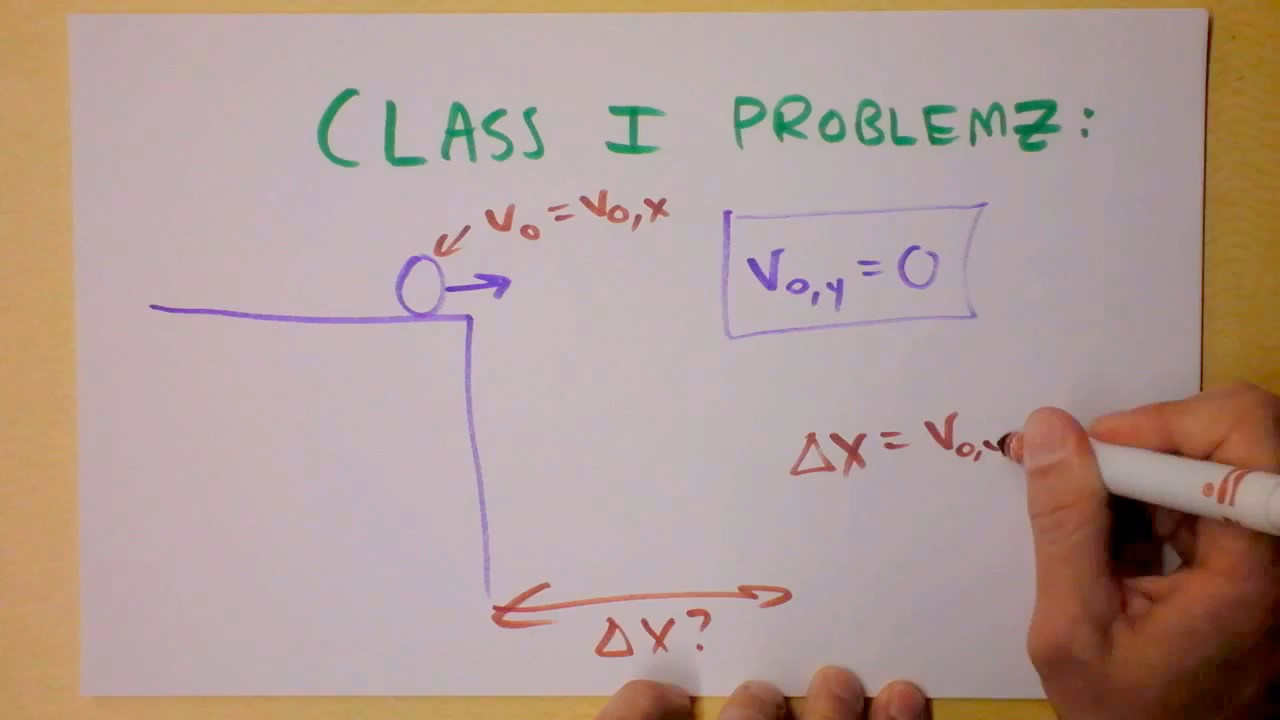 CLASS I PROBLEMZ:
V₀ = V₀,X
V₀,Y = 0
ΔX = V₀,
ΔX?